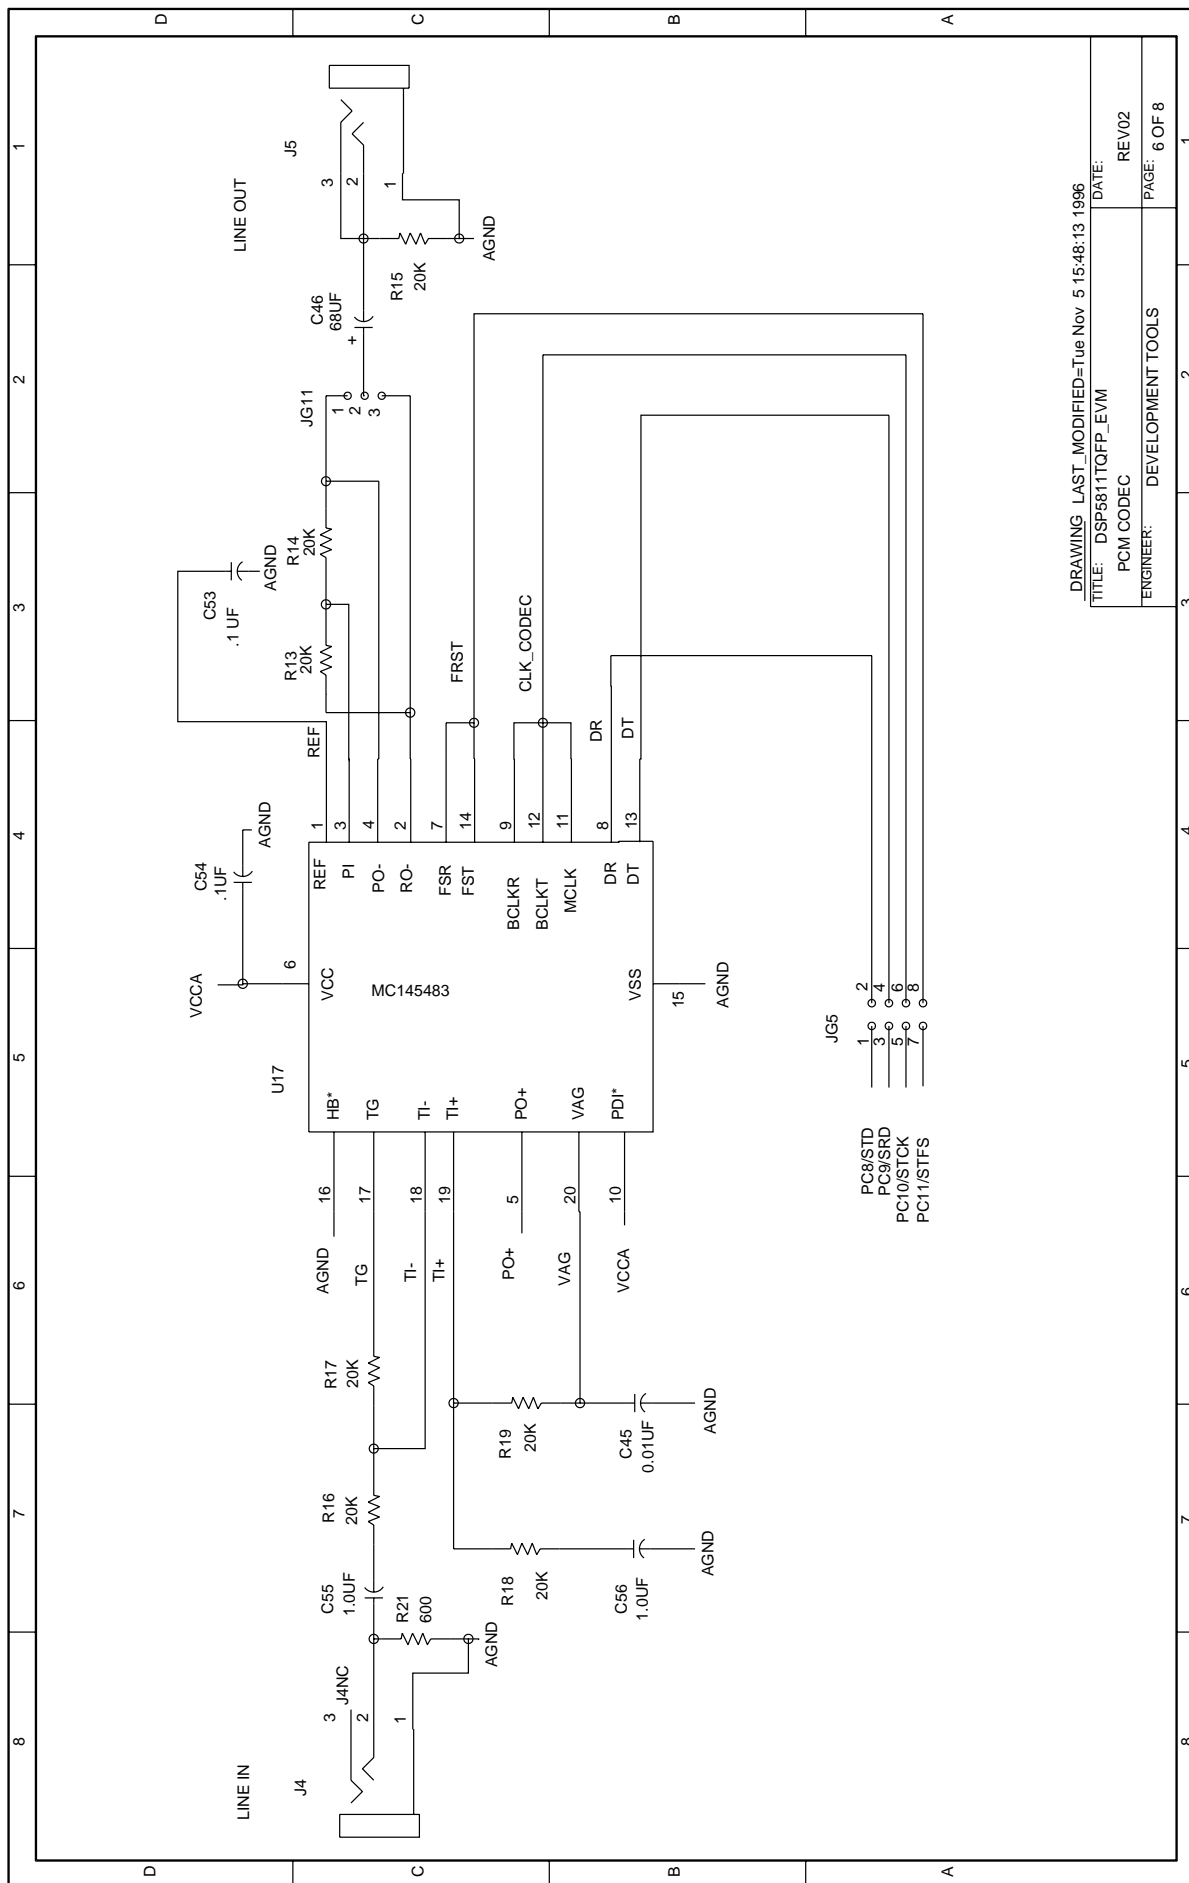 8
7
6
5
4
3
2
1
D
D
C
C
B
B
A
A
LINE IN
J4
3
J4NC
2
1
C55
1.0UF
R21
600
AGND
R16
20K
R17
20K
R18
20K
C56
1.0UF
AGND
R19
20K
C45
0.01UF
AGND
AGND
16
TG
17
TI-
18
TI+
19
PO+
5
VAG
20
VCCA
10
U17
HB*
TG
TI-
TI+
PO+
VAG
PDI*
MC145483
VCC
6
VCCA
C54
.1UF
AGND
VSS
15
AGND
REF
PI
PO-
RO-
FSR
FST
BCLKR
BCLKT
MCLK
DR
DT
1
3
4
2
7
14
9
12
11
8
13
REF
C53
.1 UF
AGND
R13
20K
R14
20K
FRST
CLK_CODEC
DR
DT
JG11
1
2
3
C46
68UF
+
R15
20K
AGND
LINE OUT
J5
3
2
1
JG5
PC8/STD
PC9/SRD
PC10/STCK
PC11/STFS
1
2
3
4
5
6
7
8
DRAWING LAST_MODIFIED=Tue Nov 5 15:48:13 1996
TITLE: DSP5811TQFP_EVM
PCM CODEC
DATE:
REV02
ENGINEER: DEVELOPMENT TOOLS
PAGE: 6 OF 8
8
7
6
5
4
3
2
1